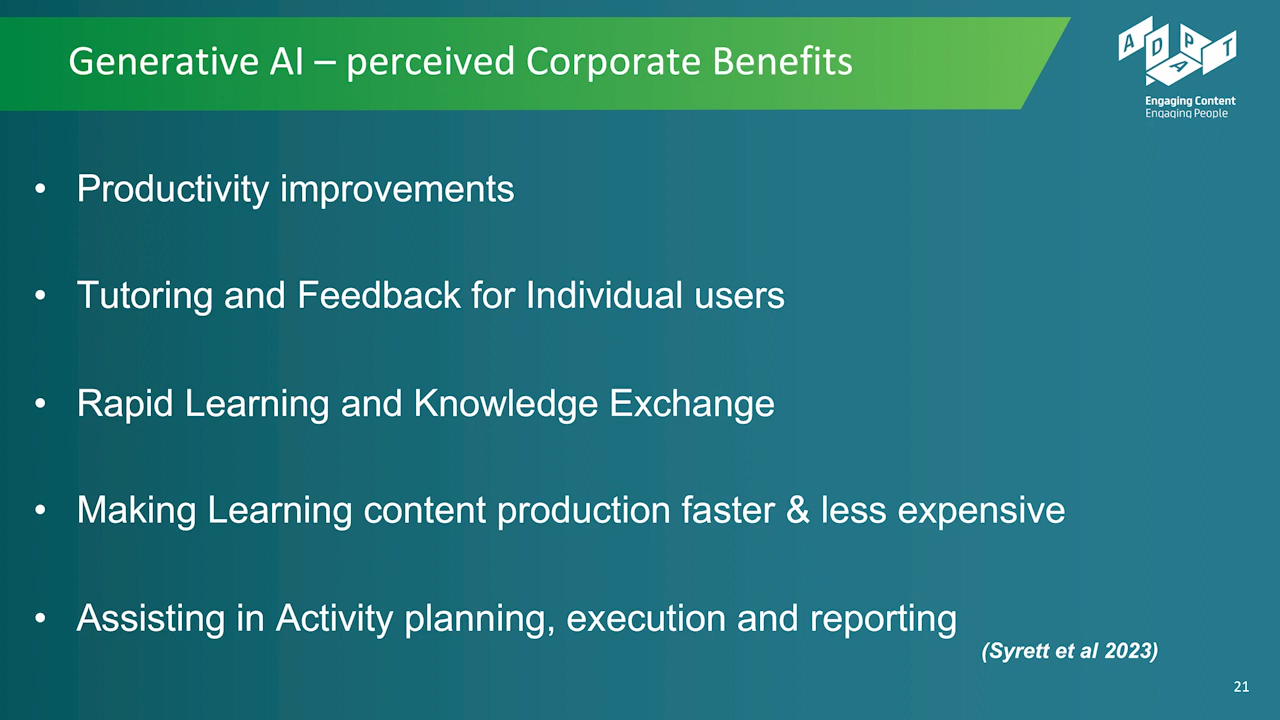 Generative AI – perceived Corporate Benefits
ADAPT
Engaging Content
Engaging People
• Productivity improvements
• Tutoring and Feedback for Individual users
• Rapid Learning and Knowledge Exchange
• Making Learning content production faster & less expensive
• Assisting in Activity planning, execution and reporting
(Syrett et al 2023)
21